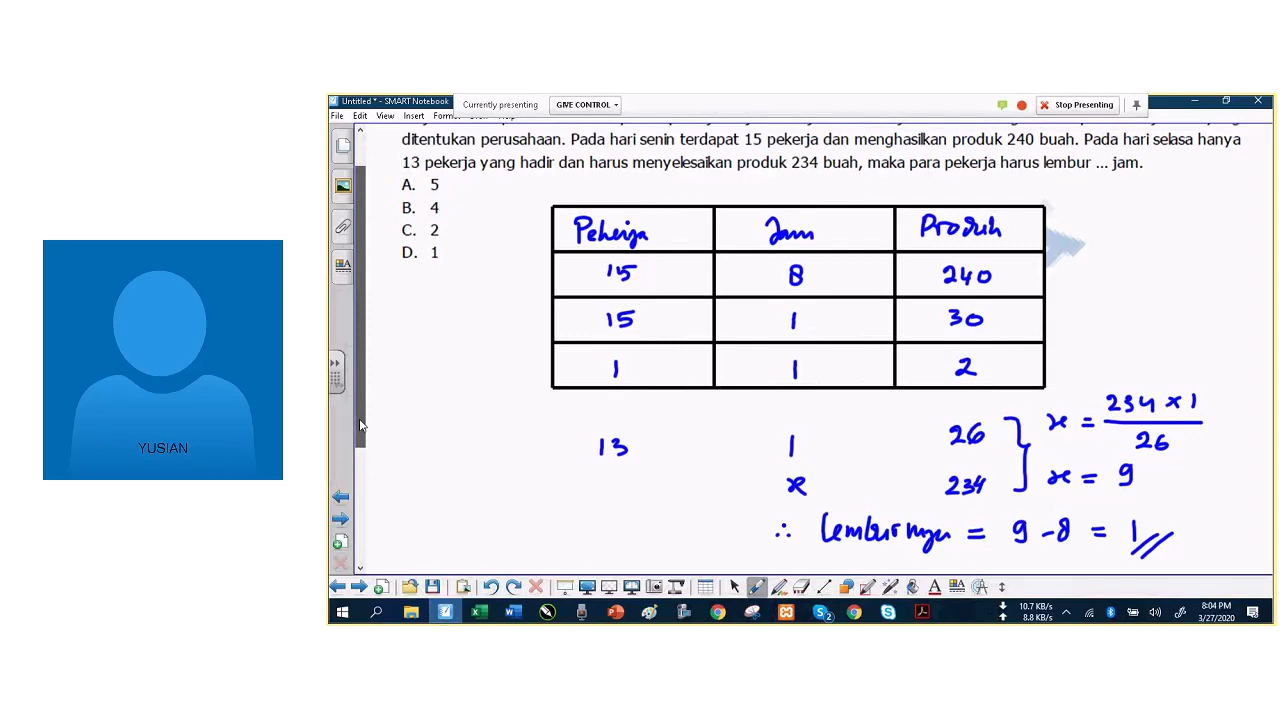 Untitled * - SMART Notebook
Currently presenting
GIVE CONTROL
Stop Presenting
File Edit View Insert
ditentukan perusahaan. Pada hari senin terdapat 15 pekerja dan menghasilkan produk 240 buah. Pada hari selasa hanya
13 pekerja yang hadir dan harus menyelesaikan produk 234 buah, maka para pekerja harus lembur ... jam.
A. 5
B. 4
C. 2
D. 1
Pekerja Jam Produk
15 8 240
15 1 30
1 1 2
13 1 26
x 234
x = 234 x 1
26
x = 9
∴ lemburnya = 9 - 8 = 1
YUSIAN
10.7 KB/s
8.8 KB/s
8:04 PM
3/27/2020